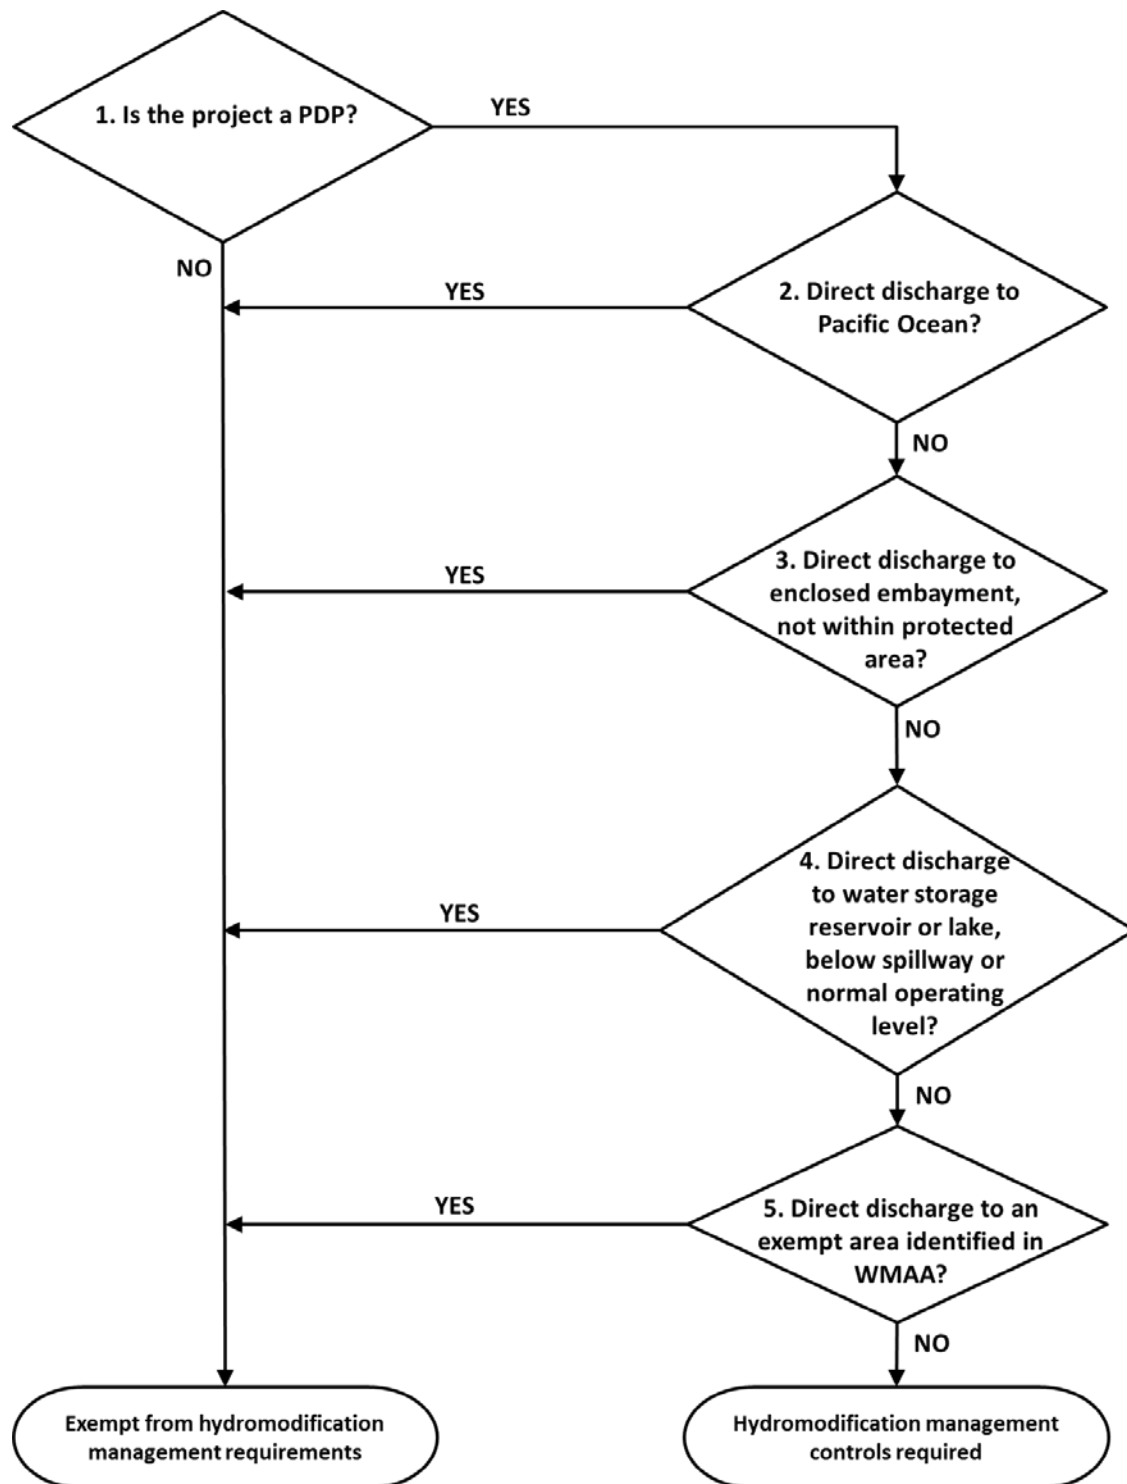 1. Is the project a PDP?
YES
NO
2. Direct discharge to
Pacific Ocean?
YES
NO
3. Direct discharge to
enclosed embayment,
not within protected
area?
YES
NO
4. Direct discharge
to water storage
reservoir or lake,
below spillway or
normal operating
level?
YES
NO
5. Direct discharge to an
exempt area identified in
WMAA?
YES
NO
Exempt from hydromodification
management requirements
Hydromodification management
controls required